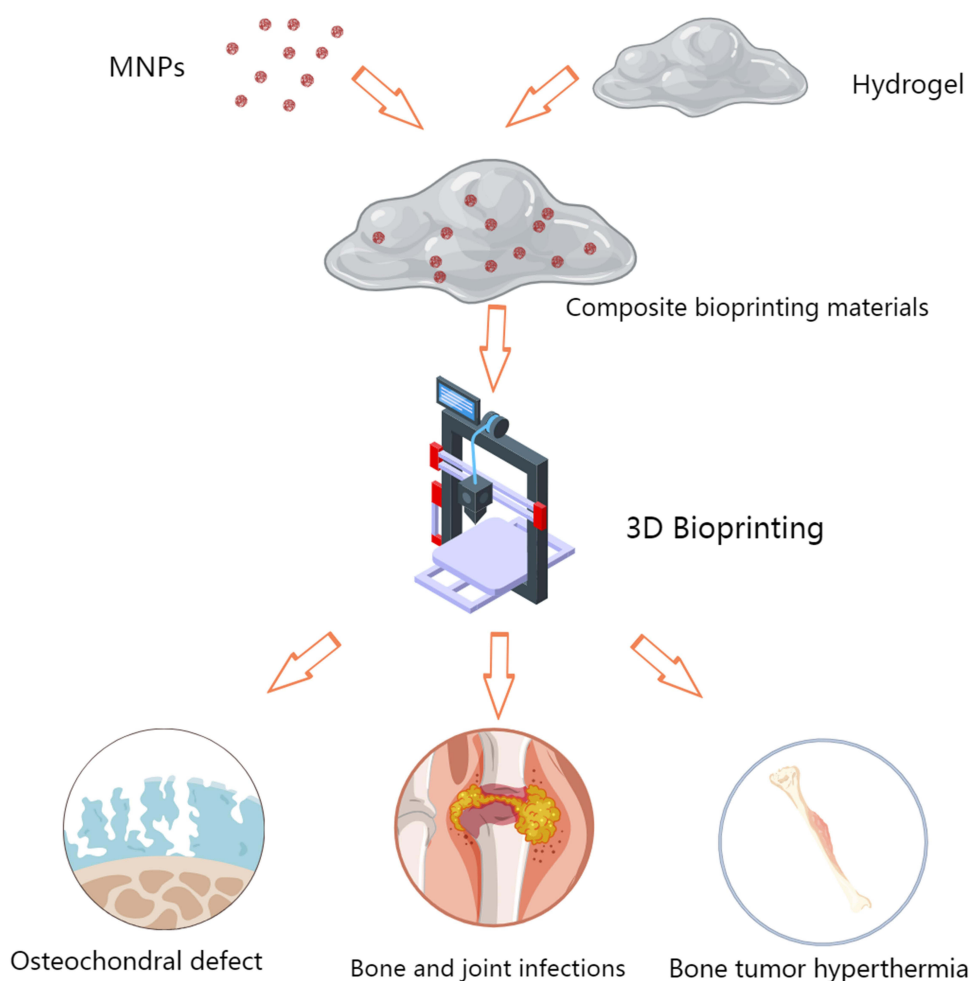 MNPs
Hydrogel
Composite bioprinting materials
3D Bioprinting
Osteochondral defect
Bone and joint infections
Bone tumor hyperthermia